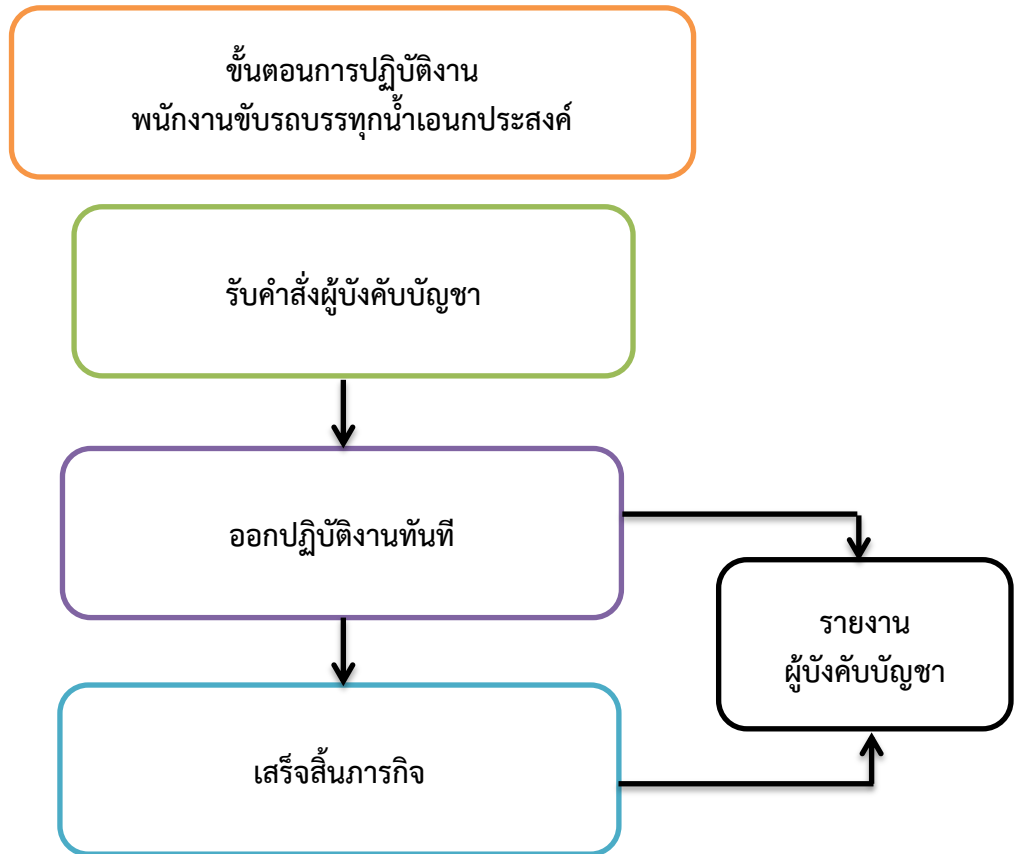 ขั้นตอนการปฏิบัติงาน
พนักงานขับรถบรรทุกน้ำเอนกประสงค์
รับคำสั่งผู้บังคับบัญชา
ออกปฏิบัติงานทันที
รายงาน
ผู้บังคับบัญชา
เสร็จสิ้นภารกิจ